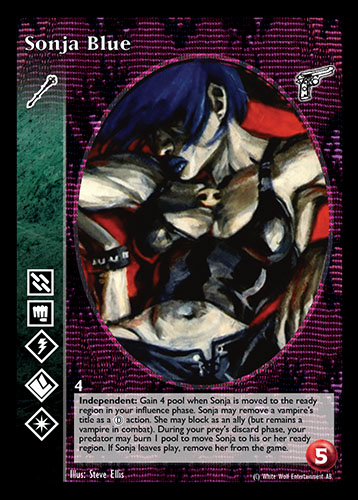 Sonja Blue
4
Independent: Gain 4 pool when Sonja is moved to the ready
region in your influence phase. Sonja may remove a vampire's
title as a D action. She may block as an ally (but remains a
vampire in combat). During your prey's discard phase, your
predator may burn 1 pool to move Sonja to his or her ready
region. If Sonja leaves play, remove her from the game.
5
Illus: Steve Ellis
(C) White Wolf Entertainment AB.